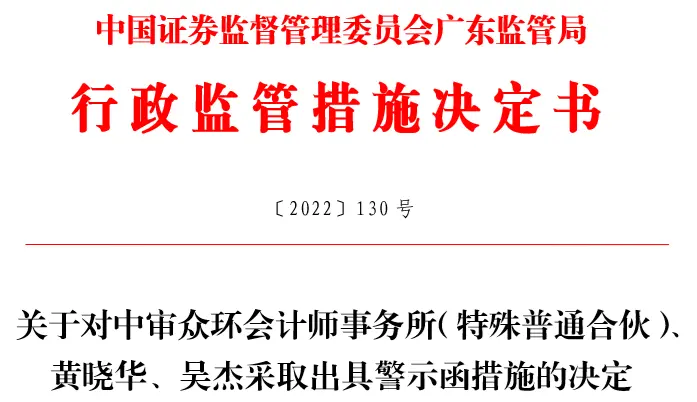 中国证券监督管理委员会广东监管局
行政监管措施决定书
〔2022〕130 号
关于对中审众环会计师事务所（特殊普通合伙）、
黄晓华、吴杰采取出具警示函措施的决定